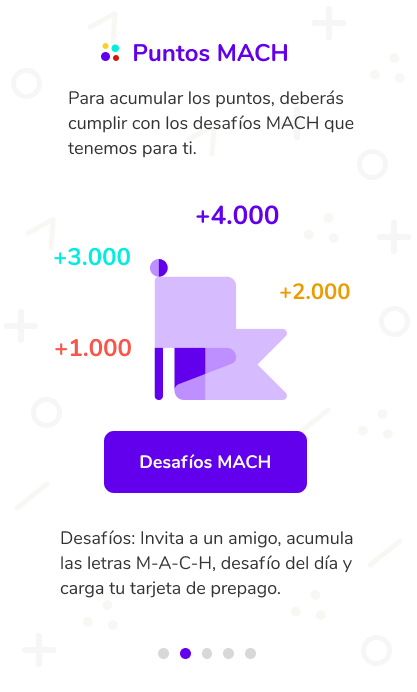 Puntos MACH
Para acumular los puntos, deberás
cumplir con los desafíos MACH que
tenemos para ti.
+4.000
+3.000
+2.000
+1.000
Desafíos MACH
Desafíos: Invita a un amigo, acumula
las letras M-A-C-H, desafío del día y
carga tu tarjeta de prepago.